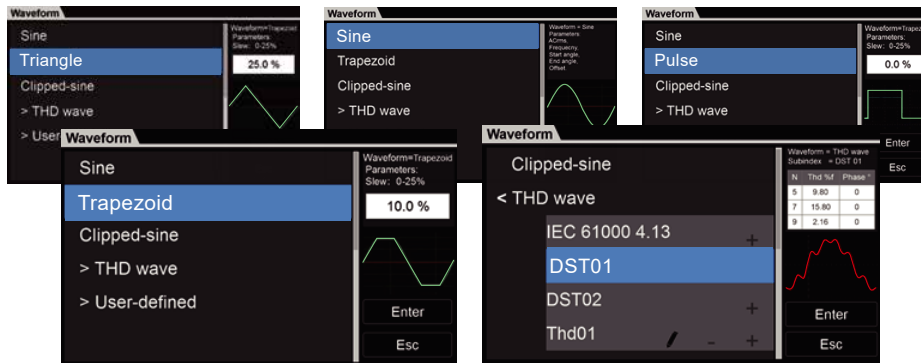 Waveform
Sine
Triangle
Clipped-sine
> THD wave
> User
Waveform=Trapezoid
Parameters:
Slew: 0-25%
25.0 %
Waveform
Sine
Trapezoid
Clipped-sine
> THD wave
Waveform = Sine
Parameters
ACrms,
Frequecny,
Start angle,
End angle,
Offset
Waveform
Sine
Pulse
Clipped-sine
> THD wave
Waveform=Trapezoid
Parameters:
Slew: 0-25%
0.0 %
Enter
Esc
Waveform
Sine
Trapezoid
Clipped-sine
> THD wave
> User-defined
Waveform=Trapezoid
Parameters:
Slew: 0-25%
10.0 %
Enter
Esc
Waveform
Clipped-sine
< THD wave
IEC 61000 4.13 +
DST01
DST02 +
Thd01 / - +
Waveform = THD wave
Subindex = DST 01
N Thd %f Phase °
5 9.80 0
7 15.80 0
9 2.16 0
Enter
Esc